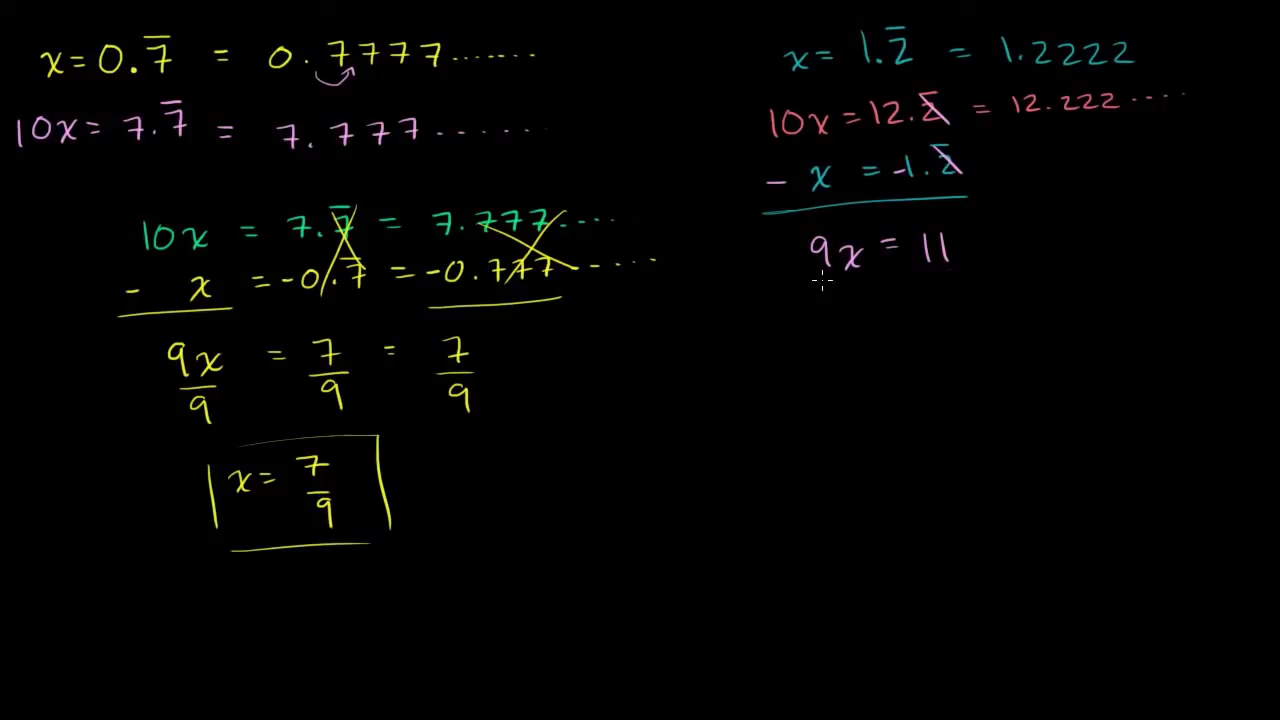 x = 0.7̅ = 0.7777......
10x = 7.7̅ = 7.777......
10x = 7.7̅ = 7.777....
- x = -0.7̅ = -0.777.....
9x/9 = 7/9 = 7/9
x = 7/9
x = 1.2̅ = 1.2222
10x = 12.2̅ = 12.222....
- x = -1.2̅
9x = 11